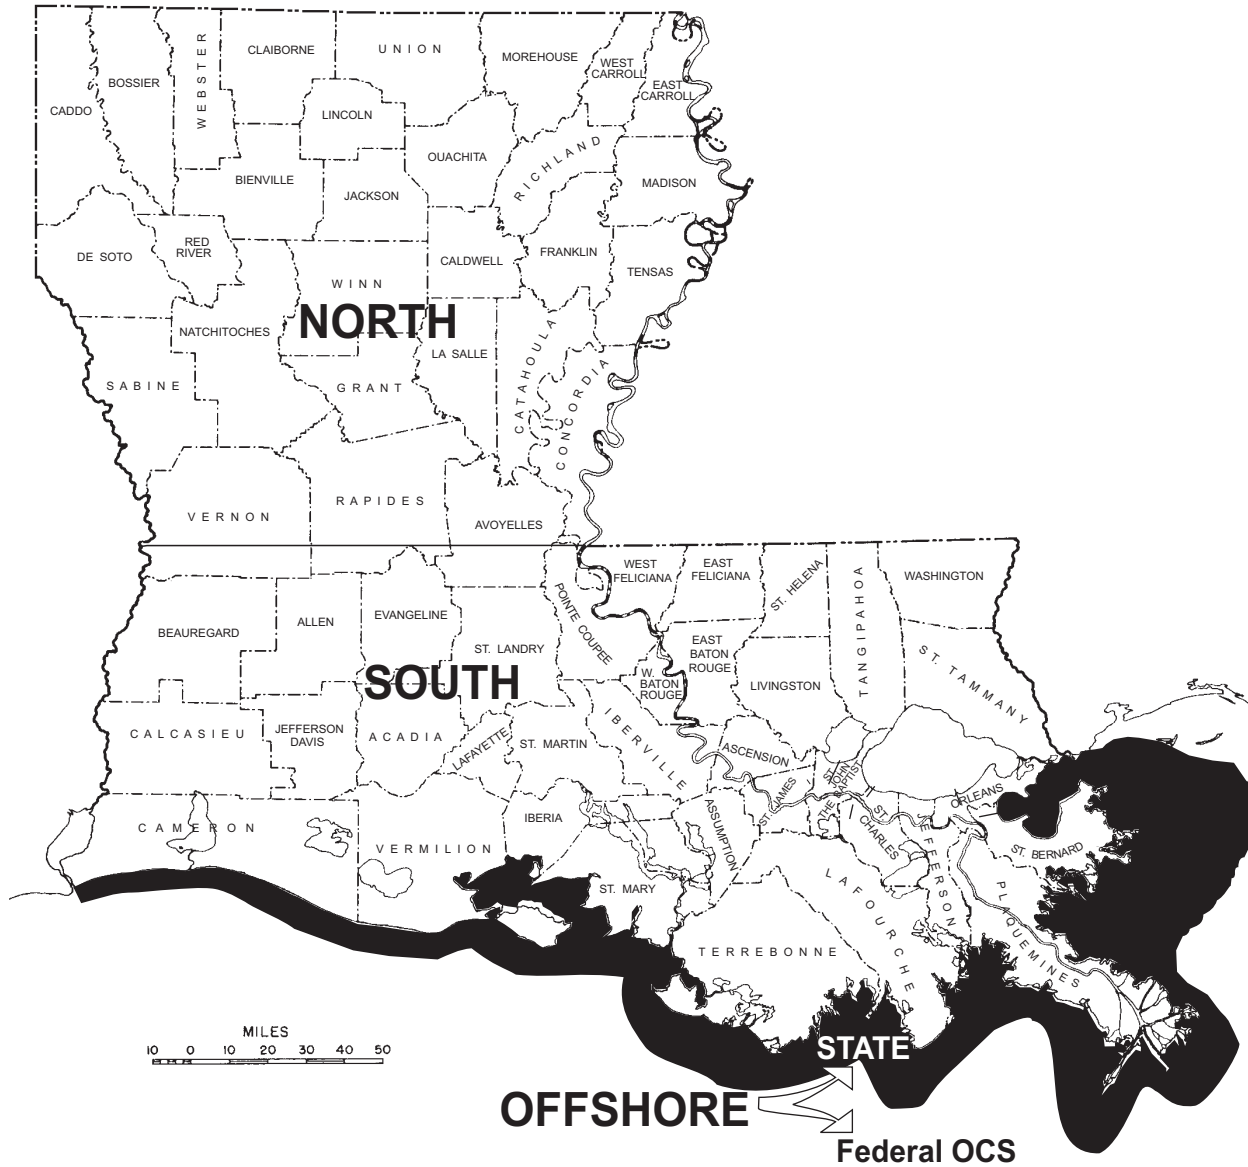 CLAIBORNE
UNION
MOREHOUSE
WEST
CARROLL
EAST
CARROLL
WEBSTER
BOSSIER
CADDO
LINCOLN
OUACHITA
RICHLAND
MADISON
BIENVILLE
JACKSON
DE SOTO
RED
RIVER
WINN
CALDWELL
FRANKLIN
TENSAS
NORTH
NATCHITOCHES
LA SALLE
CATAHOULA
CONCORDIA
SABINE
GRANT
VERNON
RAPIDES
AVOYELLES
WEST
FELICIANA
EAST
FELICIANA
ST. HELENA
TANGIPAHOA
WASHINGTON
BEAUREGARD
ALLEN
EVANGELINE
POINTE COUPEE
ST. LANDRY
EAST
BATON
ROUGE
W.
BATON
ROUGE
LIVINGSTON
ST. TAMMANY
SOUTH
CALCASIEU
JEFFERSON
DAVIS
ACADIA
LAFAYETTE
ST. MARTIN
IBERVILLE
ASCENSION
ST. JAMES
ST.
JOHN
THE BAPTIST
ST. CHARLES
ORLEANS
JEFFERSON
ST. BERNARD
CAMERON
VERMILION
IBERIA
ASSUMPTION
ST. MARY
TERREBONNE
LAFOURCHE
PLAQUEMINES
MILES
10 0 10 20 30 40 50
STATE
OFFSHORE
Federal OCS